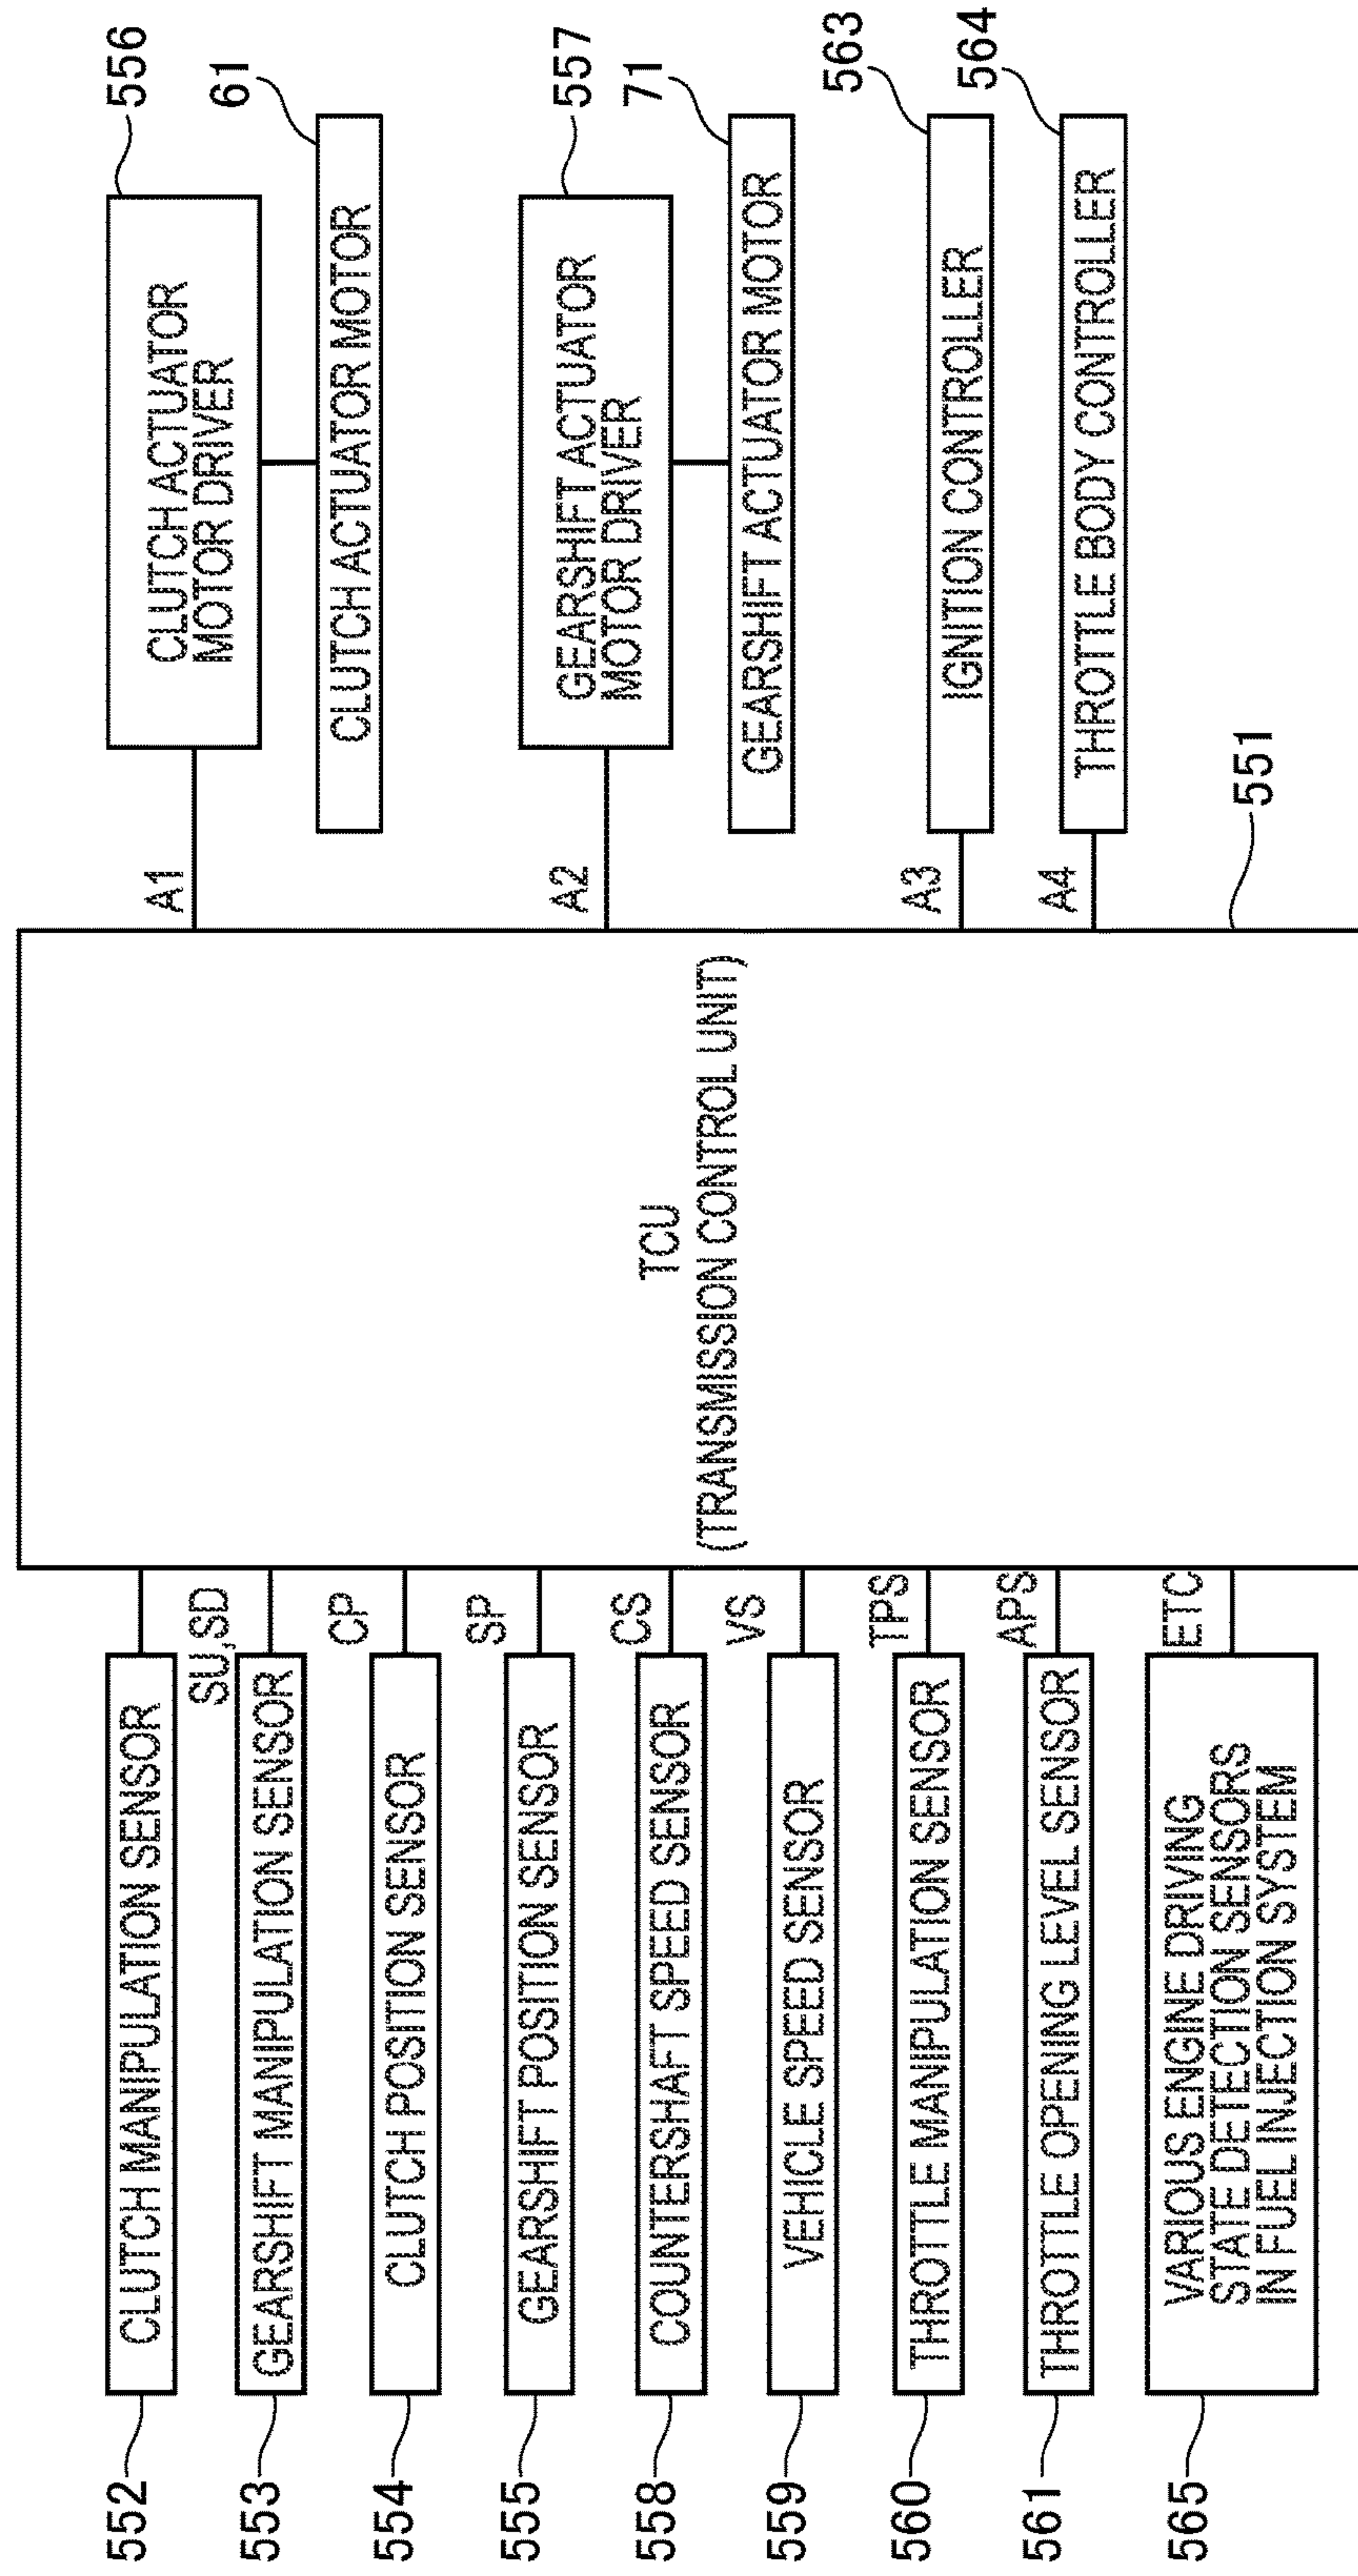 552
CLUTCH MANIPULATION SENSOR
553
GEARSHIFT MANIPULATION SENSOR
SU,SD
554
CLUTCH POSITION SENSOR
CP
555
GEARSHIFT POSITION SENSOR
SP
558
COUNTERSHAFT SPEED SENSOR
CS
559
VEHICLE SPEED SENSOR
VS
560
THROTTLE MANIPULATION SENSOR
TPS
561
THROTTLE OPENING LEVEL SENSOR
APS
565
VARIOUS ENGINE DRIVING
STATE DETECTION SENSORS
IN FUEL INJECTION SYSTEM
ETC
TCU
(TRANSMISSION CONTROL UNIT)
551
A1
CLUTCH ACTUATOR
MOTOR DRIVER
556
CLUTCH ACTUATOR MOTOR
61
A2
GEARSHIFT ACTUATOR
MOTOR DRIVER
557
GEARSHIFT ACTUATOR MOTOR
71
A3
IGNITION CONTROLLER
563
A4
THROTTLE BODY CONTROLLER
564